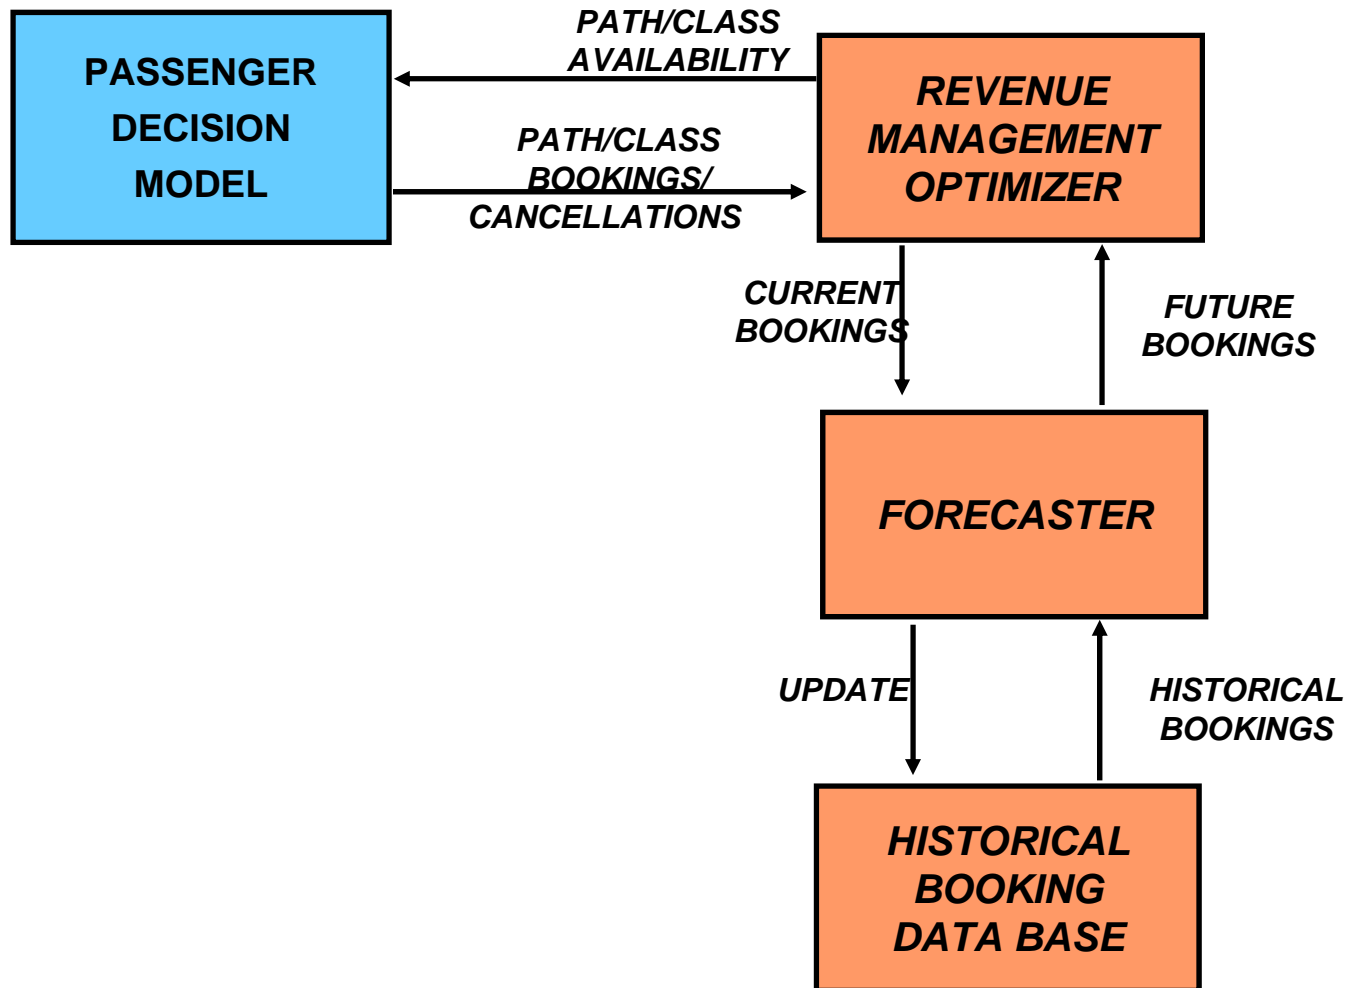 PASSENGER
DECISION
MODEL
PATH/CLASS
AVAILABILITY
PATH/CLASS
BOOKINGS/
CANCELLATIONS
REVENUE
MANAGEMENT
OPTIMIZER
CURRENT
BOOKINGS
FUTURE
BOOKINGS
FORECASTER
UPDATE
HISTORICAL
BOOKINGS
HISTORICAL
BOOKING
DATA BASE